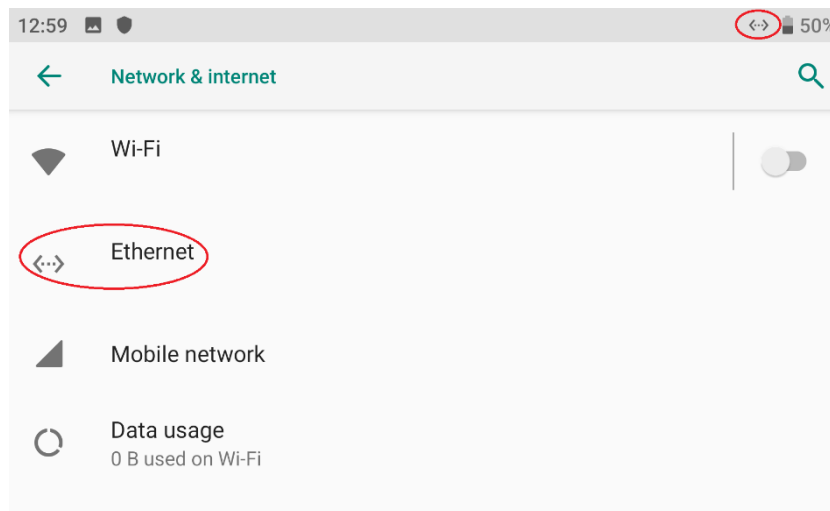 12:59 50%
Network & internet
Wi-Fi
Ethernet
Mobile network
Data usage
0 B used on Wi-Fi